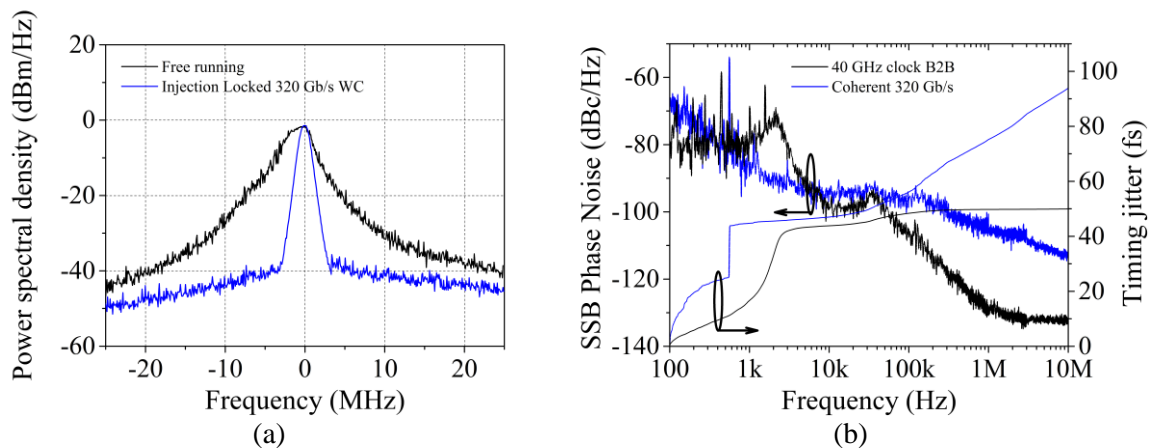 Power spectral density (dBm/Hz)
20
0
-20
-40
-60
Free running
Injection Locked 320 Gb/s WC
-20 -10 0 10 20
Frequency (MHz)
(a)
SSB Phase Noise (dBc/Hz)
-60
-80
-100
-120
-140
40 GHz clock B2B
Coherent 320 Gb/s
100
80
60
40
20
0
Timing jitter (fs)
100 1k 10k 100k 1M 10M
Frequency (Hz)
(b)